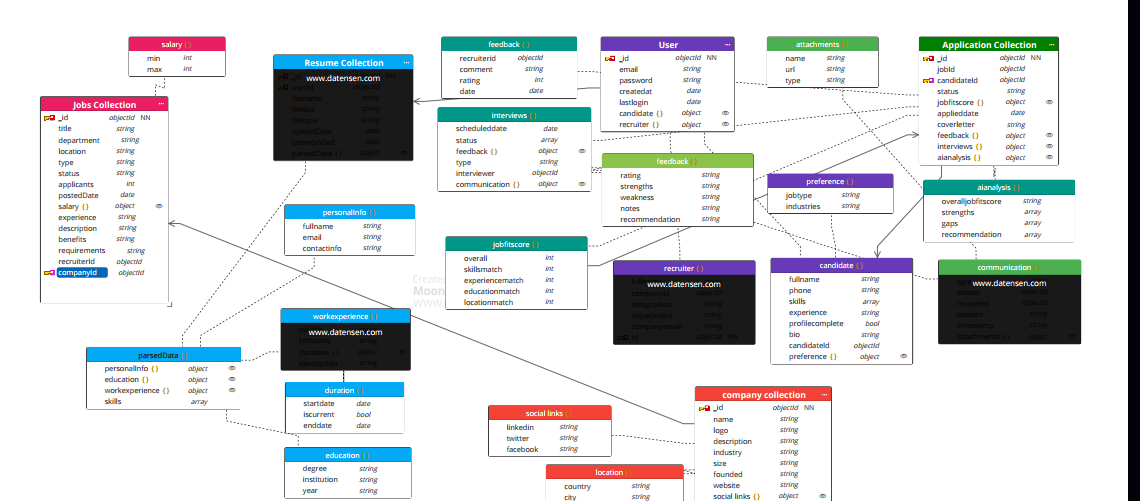 salary { }
min int
max int
Jobs Collection ...
_id objectId NN
title string
department string
location string
type string
status string
applicants int
postedDate date
salary { } object
experience string
description string
benefits string
requirements string
recruiterId objectId
companyId objectId
Resume Collection ...
www.datensen.com
personalInfo { }
fullname string
email string
contactinfo string
workexperience { }
www.datensen.com
parsedData { }
personalInfo { } object
education { } object
workexperience { } object
skills array
duration { }
startdate date
iscurrent bool
enddate date
education { }
degree string
institution string
year string
feedback { }
recruiterid objectId
comment string
rating int
date date
interviews { }
scheduleddate date
status array
feedback { } object
type string
interviewer objectId
communication { } object
jobfitscore { }
overall int
skillsmatch int
experiencematch int
educationmatch int
locationmatch int
Created
Moon
WWW.
User ...
_id objectId NN
email string
password string
createdat date
lastlogin date
candidate { } object
recruiter { } object
feedback { }
rating string
strengths string
weakness string
notes string
recommendation string
recruiter { }
www.datensen.com
attachments { }
name string
url string
type string
preference { }
jobtype string
industries string
candidate { }
fullname string
phone string
skills array
experience string
profilecomplete bool
bio string
candidateId objectId
preference { } object
Application Collection ...
_id objectId NN
jobId objectId
candidateId objectId
status string
jobfitscore { } object
applieddate date
coverletter string
feedback { } object
interviews { } object
aianalysis { } object
aianalysis { }
overalljobfitscore string
strengths array
gaps array
recommendation array
communication { }
www.datensen.com
social links { }
linkedin string
twitter string
facebook string
location { }
country string
city string
company collection ...
_id objectId NN
name string
logo string
description string
industry string
size string
founded string
website string
social links { } object